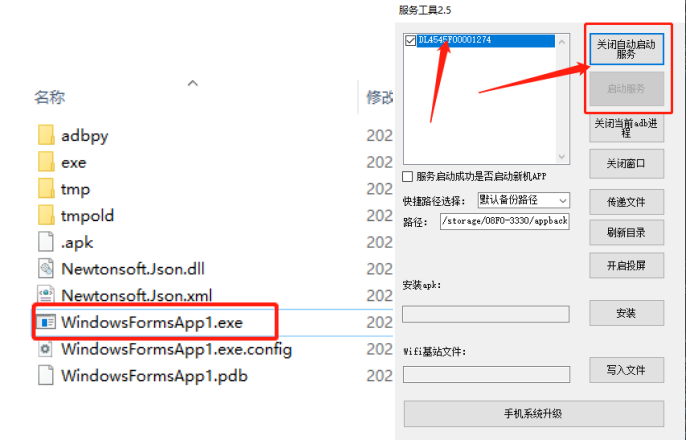 名称
修改
adbpy
202
exe
202
tmp
202
tmpold
202
.apk
202
Newtonsoft.Json.dll
202
Newtonsoft.Json.xml
202
WindowsFormsApp1.exe
202
WindowsFormsApp1.exe.config
202
WindowsFormsApp1.pdb
202
服务工具2.5
DL4545F00001274
关闭自动启动
服务
启动服务
关闭当前adb进
程
关闭窗口
服务启动成功是否启动新机APP
快捷路径选择:
默认备份路径
传递文件
路径:
/storage/08F0-3330/appback
刷新目录
开启投屏
安装apk:
安装
Wifi基站文件:
写入文件
手机系统升级